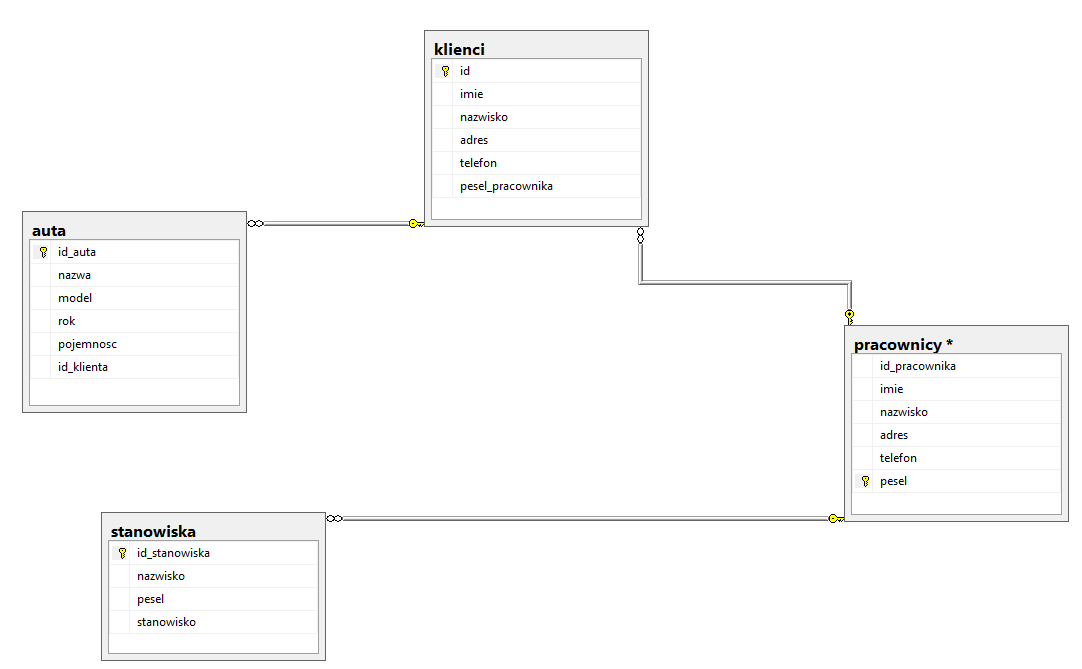 klienci
id
imie
nazwisko
adres
telefon
pesel_pracownika
auta
id_auta
nazwa
model
rok
pojemnosc
id_klienta
pracownicy *
id_pracownika
imie
nazwisko
adres
telefon
pesel
stanowiska
id_stanowiska
nazwisko
pesel
stanowisko